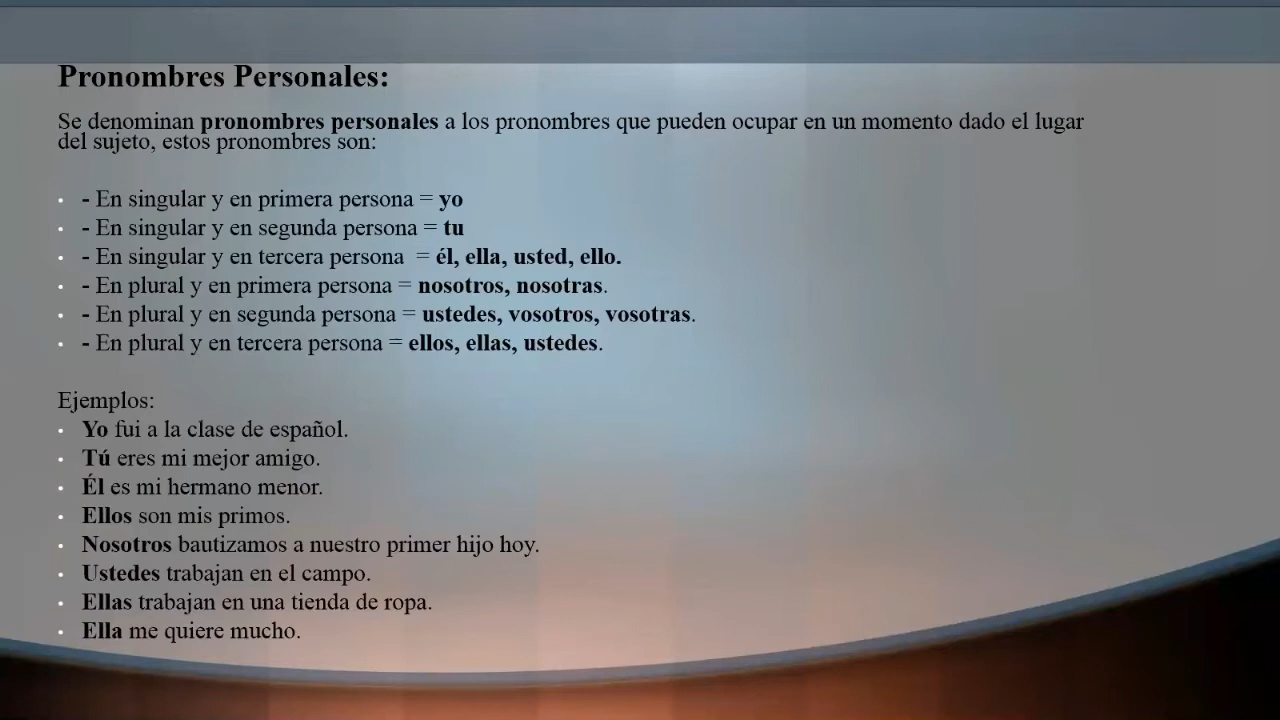 Pronombres Personales:
Se denominan pronombres personales a los pronombres que pueden ocupar en un momento dado el lugar
del sujeto, estos pronombres son:
• - En singular y en primera persona = yo
• - En singular y en segunda persona = tu
• - En singular y en tercera persona  = él, ella, usted, ello.
• - En plural y en primera persona = nosotros, nosotras.
• - En plural y en segunda persona = ustedes, vosotros, vosotras.
• - En plural y en tercera persona = ellos, ellas, ustedes.
Ejemplos:
• Yo fui a la clase de español.
• Tú eres mi mejor amigo.
• Él es mi hermano menor.
• Ellos son mis primos.
• Nosotros bautizamos a nuestro primer hijo hoy.
• Ustedes trabajan en el campo.
• Ellas trabajan en una tienda de ropa.
• Ella me quiere mucho.